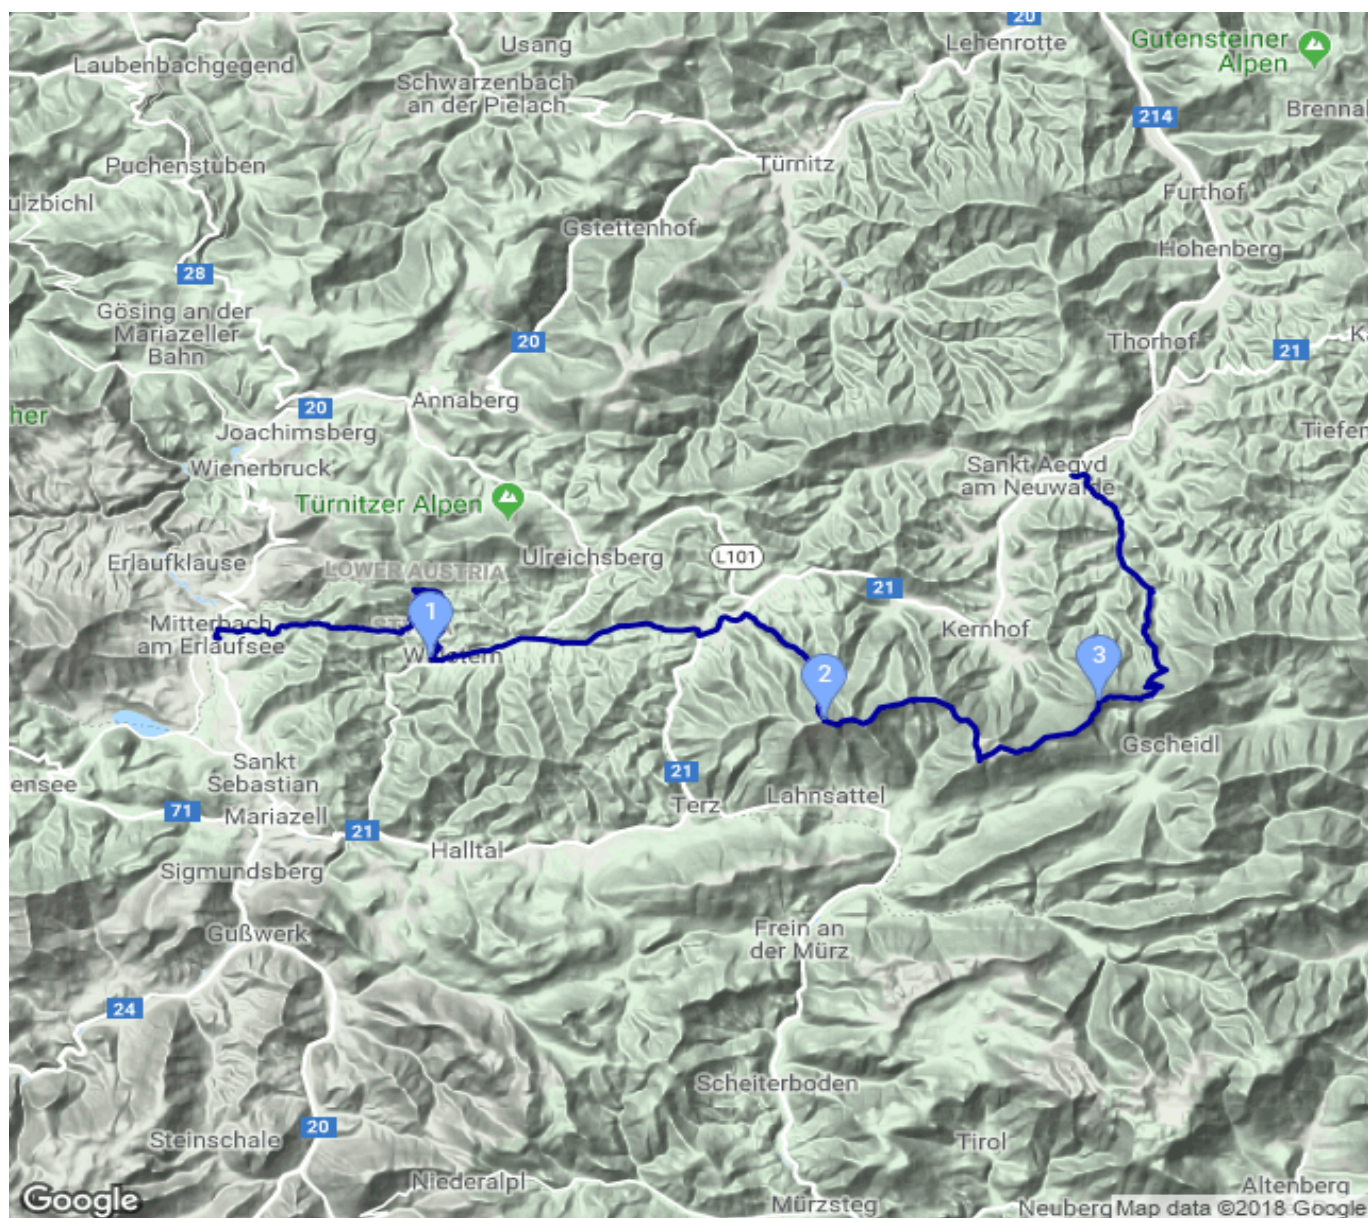 20
Usang
Lehenrotte
Gutensteiner
Alpen
Laubenbachgegend
Schwarzenbach
an der Pielach
214
Brenna
Puchenstuben
Türnitz
Furthof
ulzbichl
Gstettenhof
Hohenberg
28
Gösing an der
Mariazeller
Bahn
20
Thorhof
21
Ka
Annaberg
20
her
Joachimsberg
Tiefen
Wienerbruck
Sankt Aegyd
am Neuwalde
Türnitzer Alpen
Erlaufklause
Ulreichsberg
L101
LOWER AUSTRIA
21
1
Mitterbach
am Erlaufsee
Kernhof
2
3
Gscheidl
Sankt
Sebastian
21
ensee
Terz
Lahnsattel
71
Mariazell
21
Halltal
Sigmundsberg
Gußwerk
Frein an
der Mürz
24
Scheiterboden
20
Steinschale
Tirol
Niederalpl
Altenberg
Google
Mürzsteg
Neuberg
Map data ©2018 Google